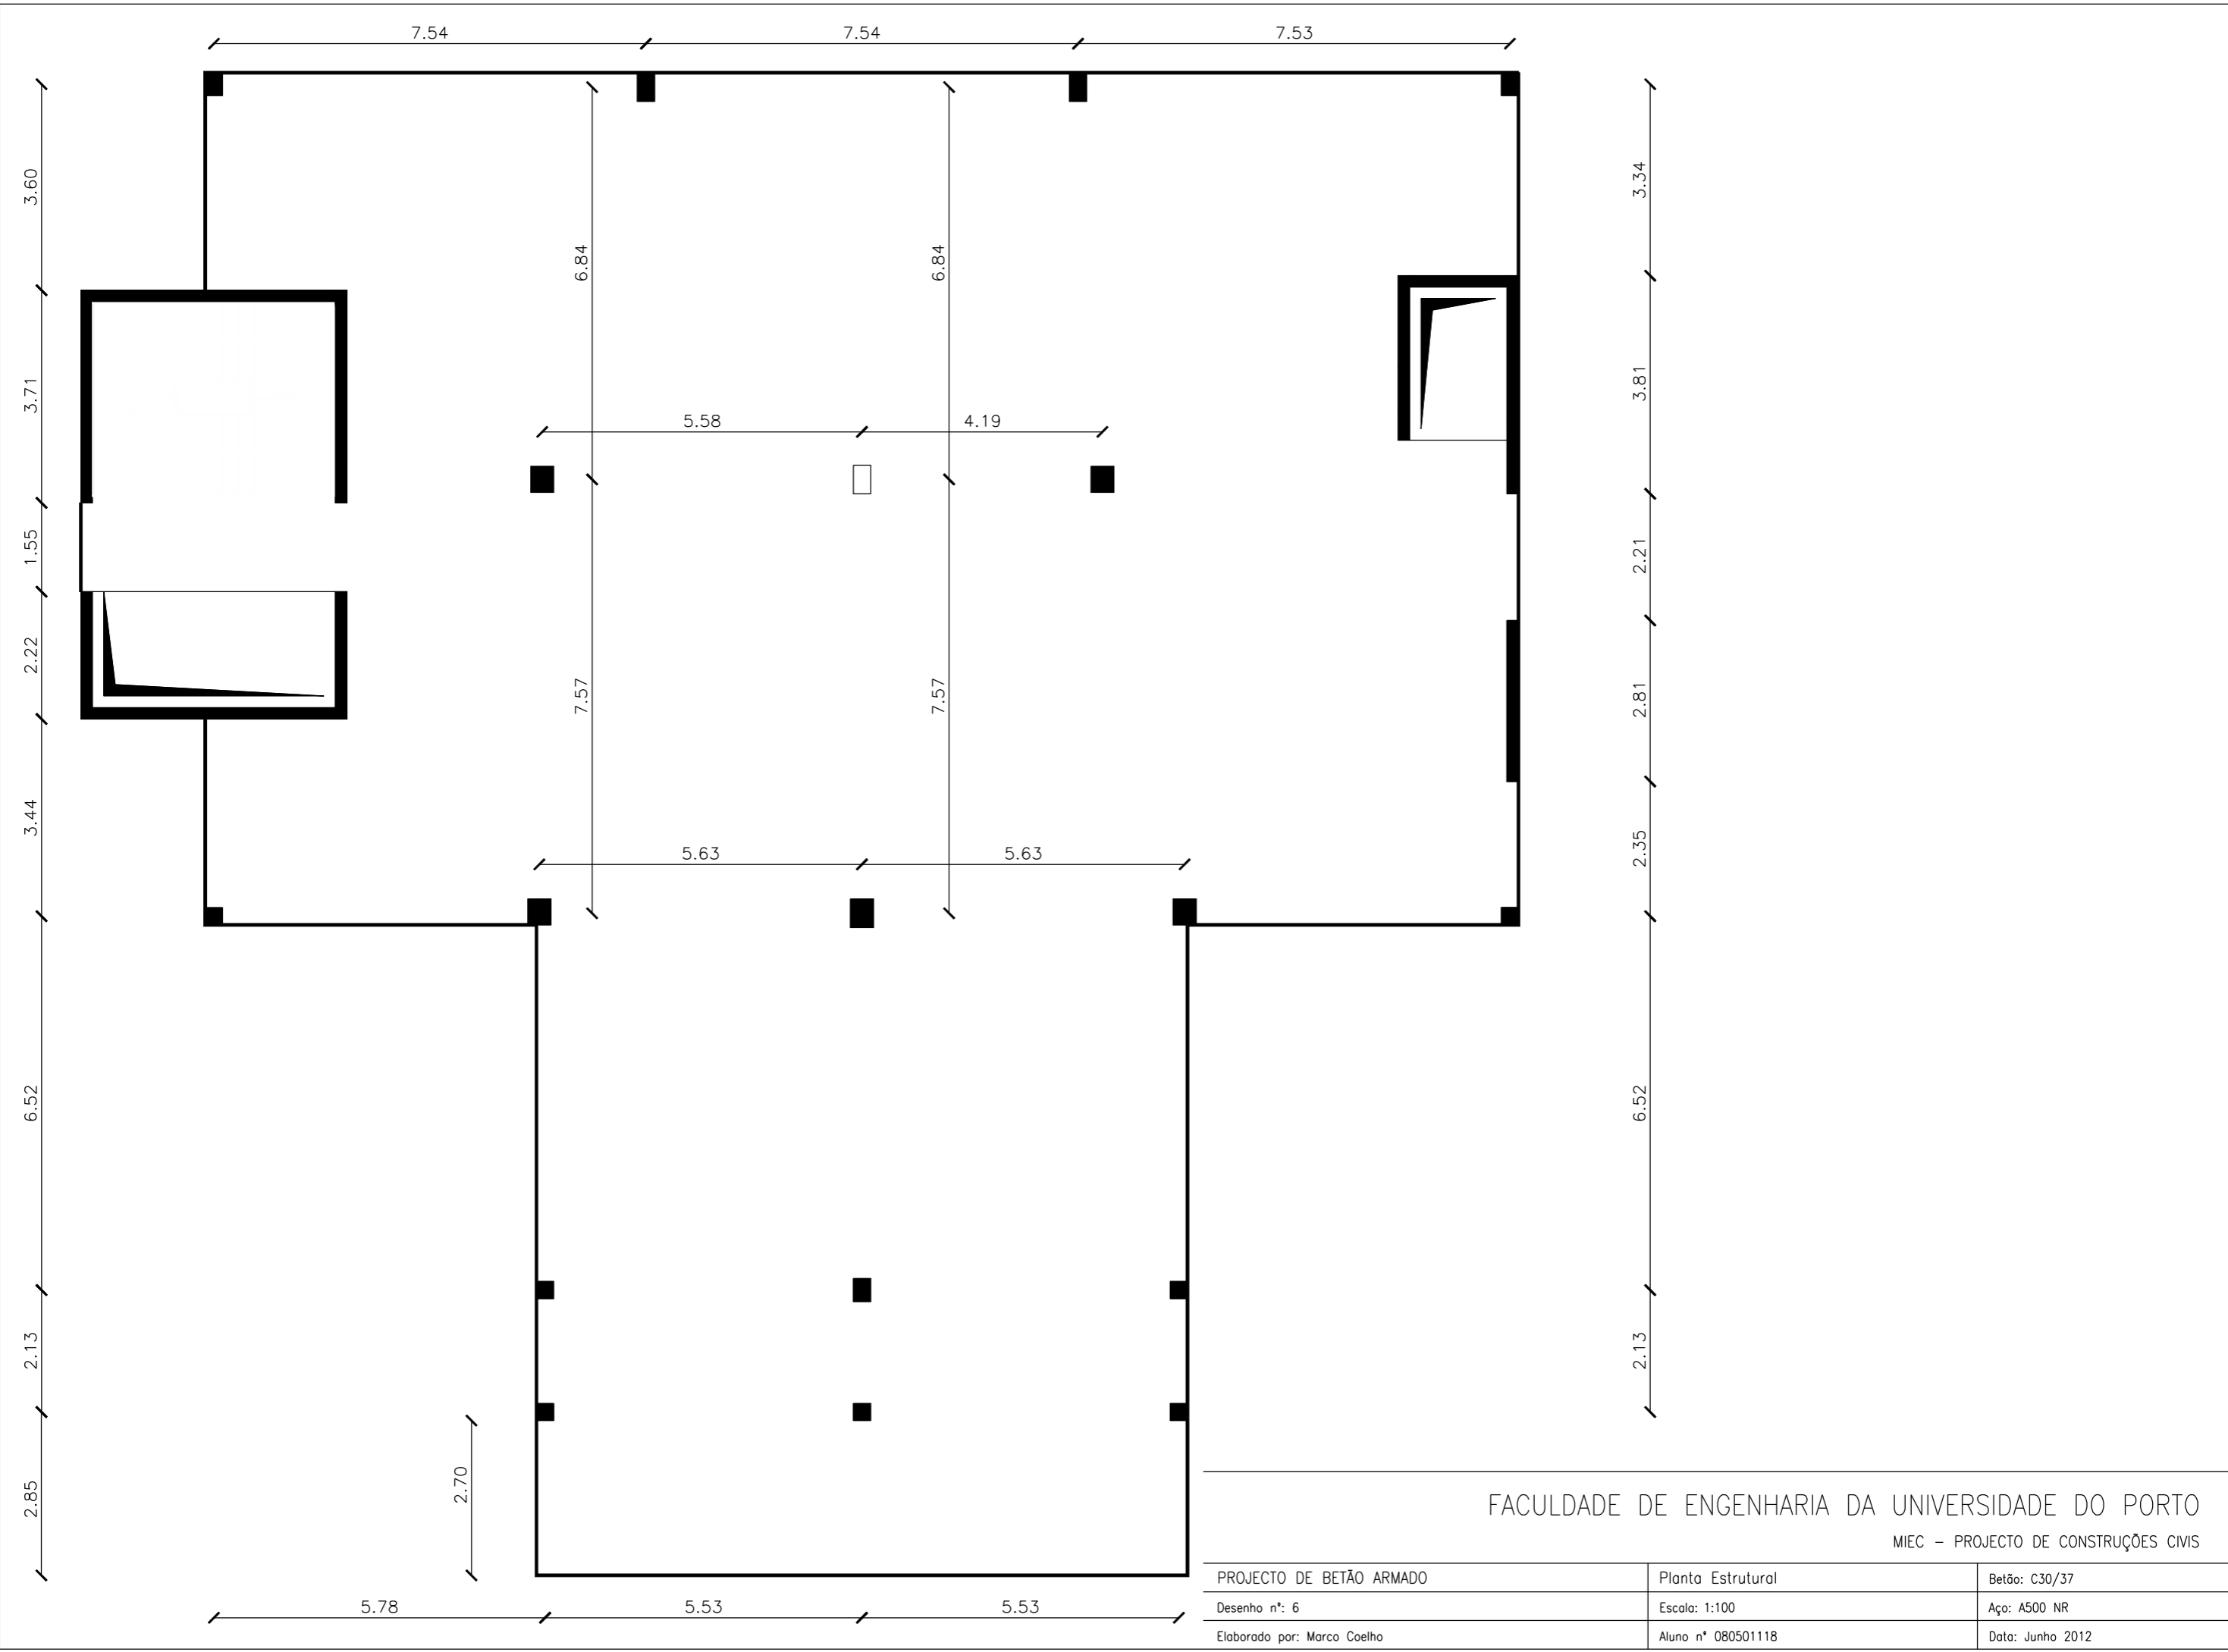 7.54 7.54 7.53
3.60
3.34
6.84 6.84
3.71
3.81
5.58 4.19
1.55
2.21
2.22
7.57 7.57
2.81
3.44
2.35
5.63 5.63
6.52
6.52
2.13
2.13
2.70
2.85
5.78 5.53 5.53
FACULDADE DE ENGENHARIA DA UNIVERSIDADE DO PORTO
MIEC – PROJECTO DE CONSTRUÇÕES CIVIS
PROJECTO DE BETÃO ARMADO Planta Estrutural Betão: C30/37
Desenho nº: 6 Escala: 1:100 Aço: A500 NR
Elaborado por: Marco Coelho Aluno nº 080501118 Data: Junho 2012